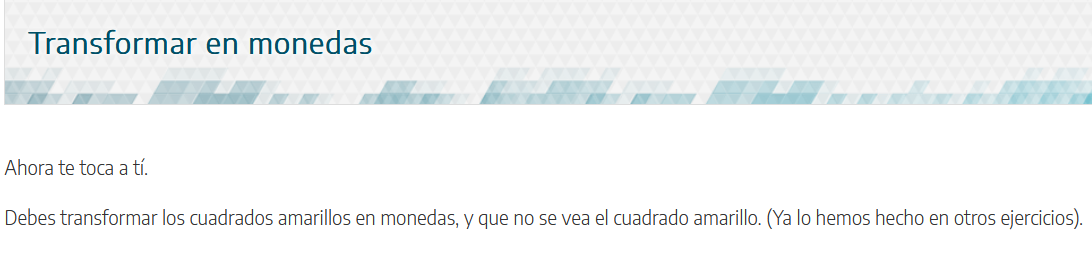 Transformar en monedas
Ahora te toca a tí.
Debes transformar los cuadrados amarillos en monedas, y que no se vea el cuadrado amarillo. (Ya lo hemos hecho en otros ejercicios).